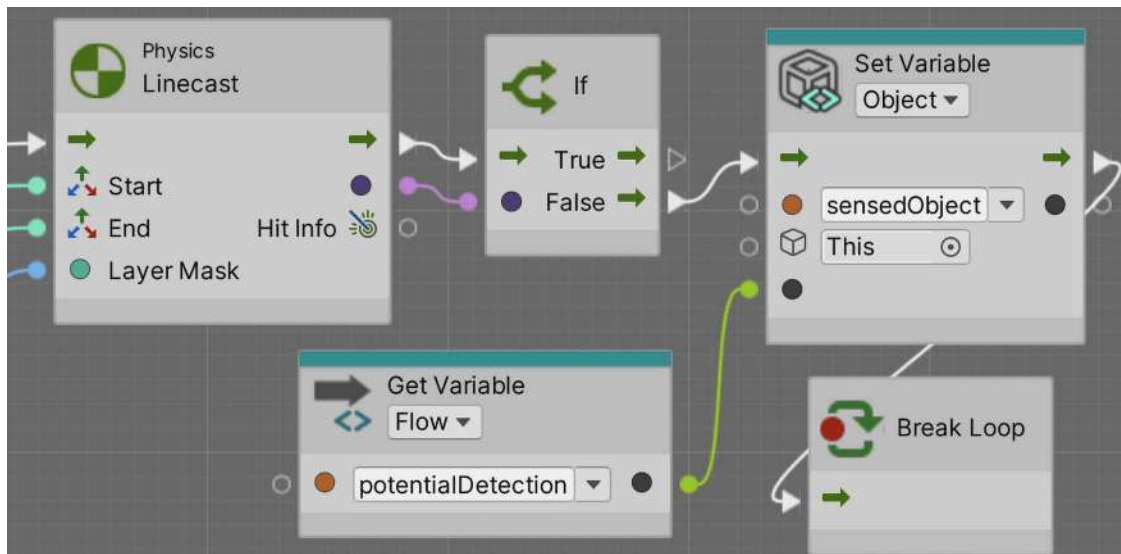 Physics
Linecast
Start
End
Hit Info
Layer Mask
If
True
False
Set Variable
Object
sensedObject
This
Get Variable
Flow
potentialDetection
Break Loop